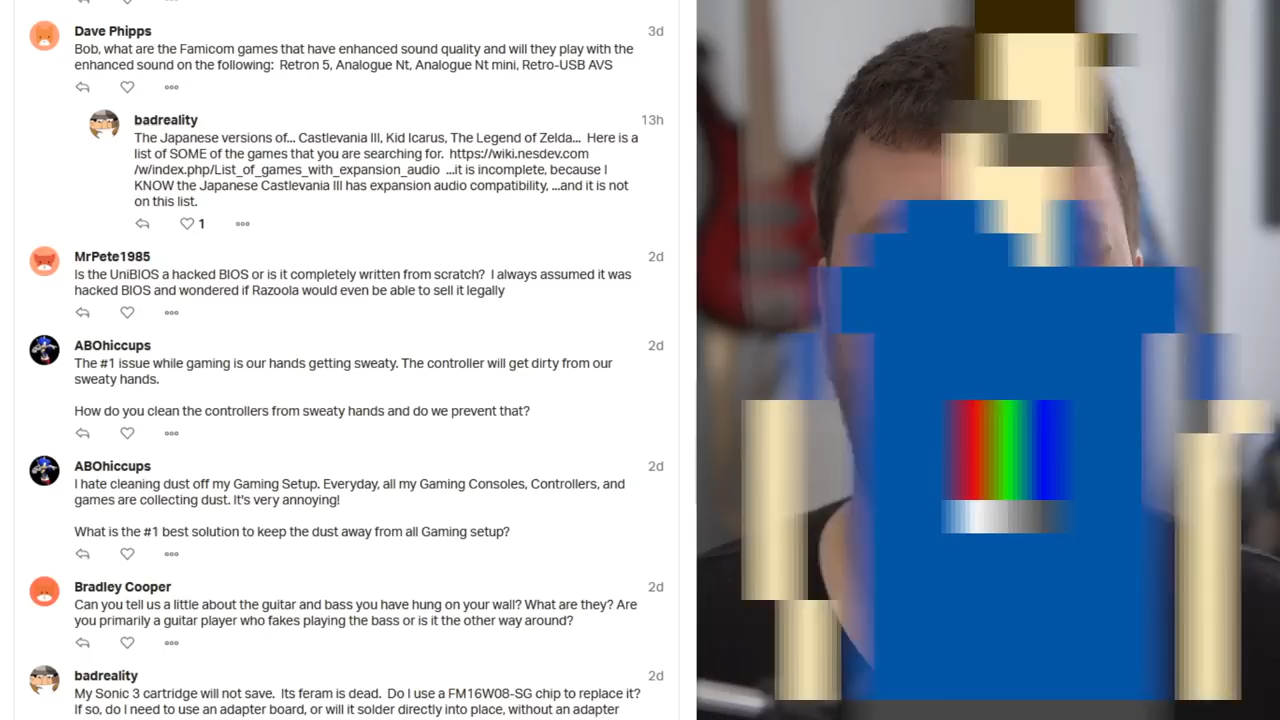 Dave Phipps 3d
Bob, what are the Famicom games that have enhanced sound quality and will they play with the
enhanced sound on the following:  Retron 5, Analogue Nt, Analogue Nt mini, Retro-USB AVS
badreality 13h
The Japanese versions of... Castlevania III, Kid Icarus, The Legend of Zelda...  Here is a
list of SOME of the games that you are searching for.  https://wiki.nesdev.com
/w/index.php/List_of_games_with_expansion_audio  ...it is incomplete, because I
KNOW the Japanese Castlevania III has expansion audio compatibility, ...and it is not
on this list.
1
MrPete1985 2d
Is the UniBIOS a hacked BIOS or is it completely written from scratch?  I always assumed it was
hacked BIOS and wondered if Razoola would even be able to sell it legally
ABOhiccups 2d
The #1 issue while gaming is our hands getting sweaty. The controller will get dirty from our
sweaty hands.
How do you clean the controllers from sweaty hands and do we prevent that?
ABOhiccups 2d
I hate cleaning dust off my Gaming Setup. Everyday, all my Gaming Consoles, Controllers, and
games are collecting dust. It's very annoying!
What is the #1 best solution to keep the dust away from all Gaming setup?
Bradley Cooper 2d
Can you tell us a little about the guitar and bass you have hung on your wall? What are they? Are
you primarily a guitar player who fakes playing the bass or is it the other way around?
badreality 2d
My Sonic 3 cartridge will not save.  Its feram is dead.  Do I use a FM16W08-SG chip to replace it?
If so, do I need to use an adapter board, or will it solder directly into place, without an adapter